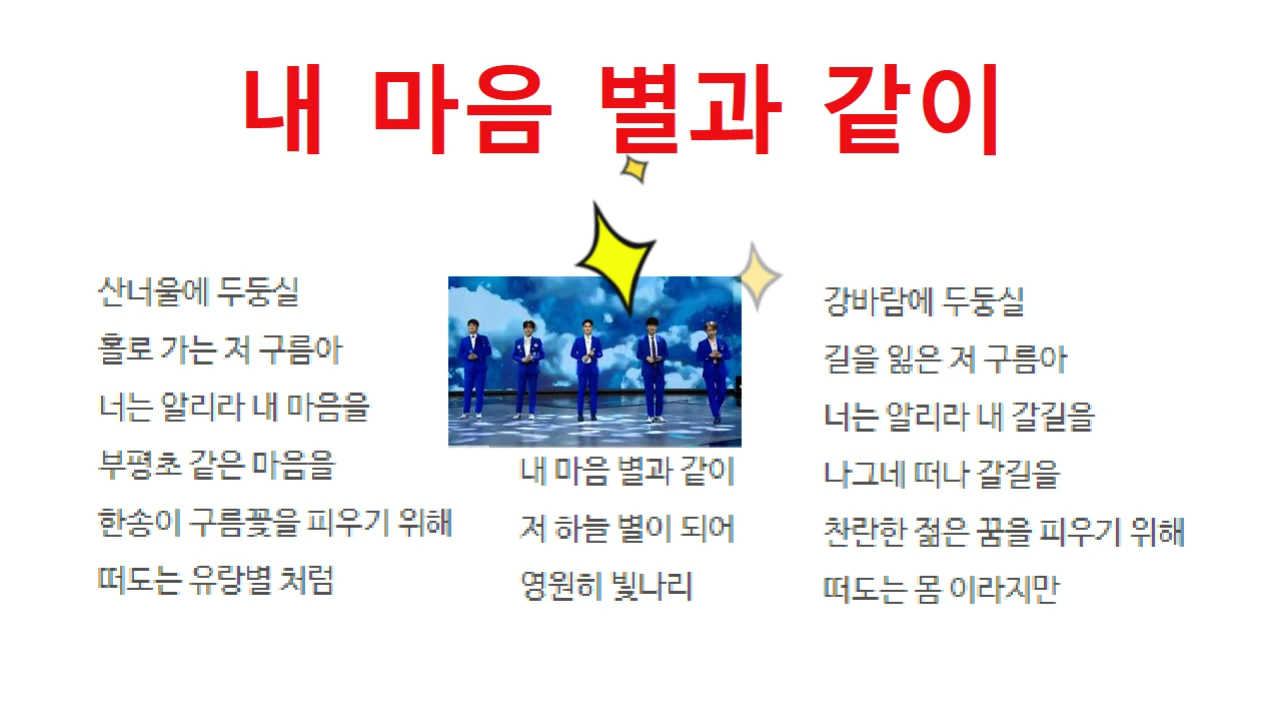 내 마음 별과 같이
산너울에 두둥실
홀로 가는 저 구름아
너는 알리라 내 마음을
부평초 같은 마음을
한송이 구름꽃을 피우기 위해
떠도는 유랑별 처럼
내 마음 별과 같이
저 하늘 별이 되어
영원히 빛나리
강바람에 두둥실
길을 잃은 저 구름아
너는 알리라 내 갈길을
나그네 떠나 갈길을
찬란한 젊은 꿈을 피우기 위해
떠도는 몸 이라지만